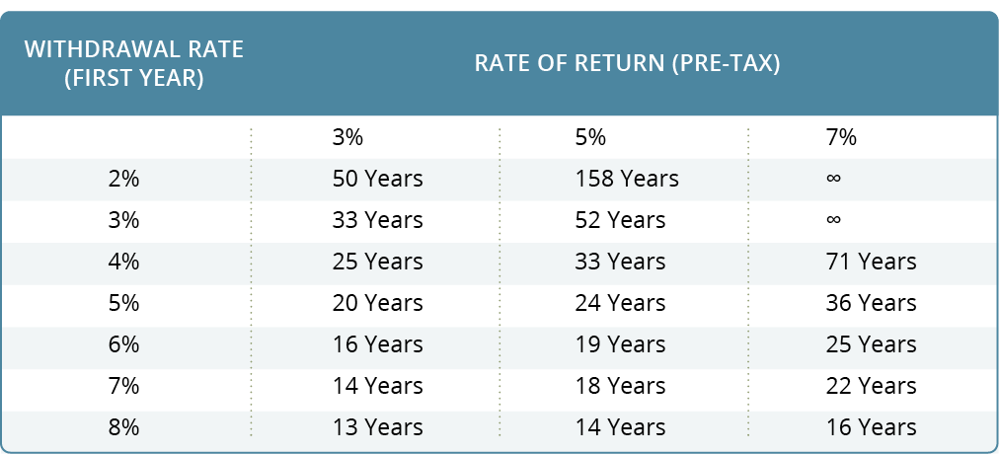 WITHDRAWAL RATE
(FIRST YEAR)
RATE OF RETURN (PRE-TAX)
3% 5% 7%
2% 50 Years 158 Years ∞
3% 33 Years 52 Years ∞
4% 25 Years 33 Years 71 Years
5% 20 Years 24 Years 36 Years
6% 16 Years 19 Years 25 Years
7% 14 Years 18 Years 22 Years
8% 13 Years 14 Years 16 Years